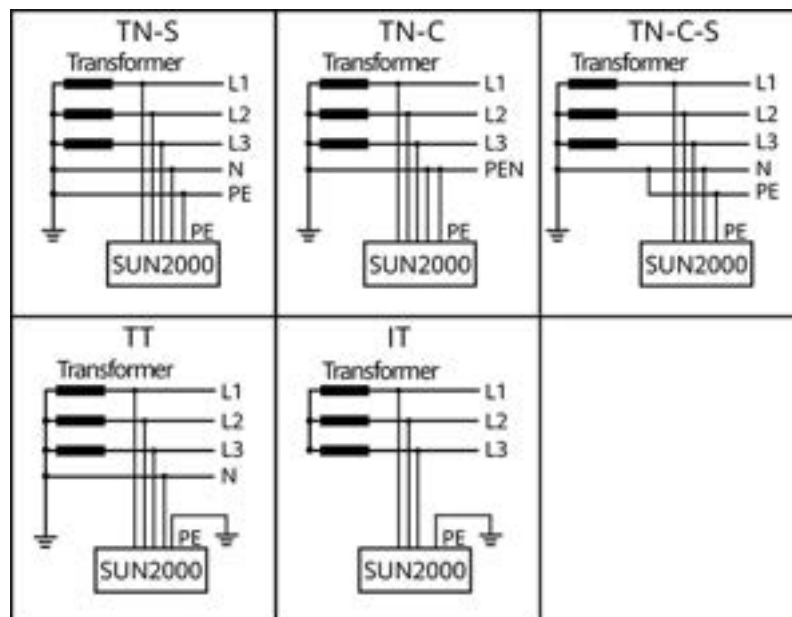 TN-S
Transformer
L1
L2
L3
N
PE
PE
SUN2000
TN-C
Transformer
L1
L2
L3
PEN
PE
SUN2000
TN-C-S
Transformer
L1
L2
L3
N
PE
PE
SUN2000
TT
Transformer
L1
L2
L3
N
PE
SUN2000
IT
Transformer
L1
L2
L3
PE
SUN2000